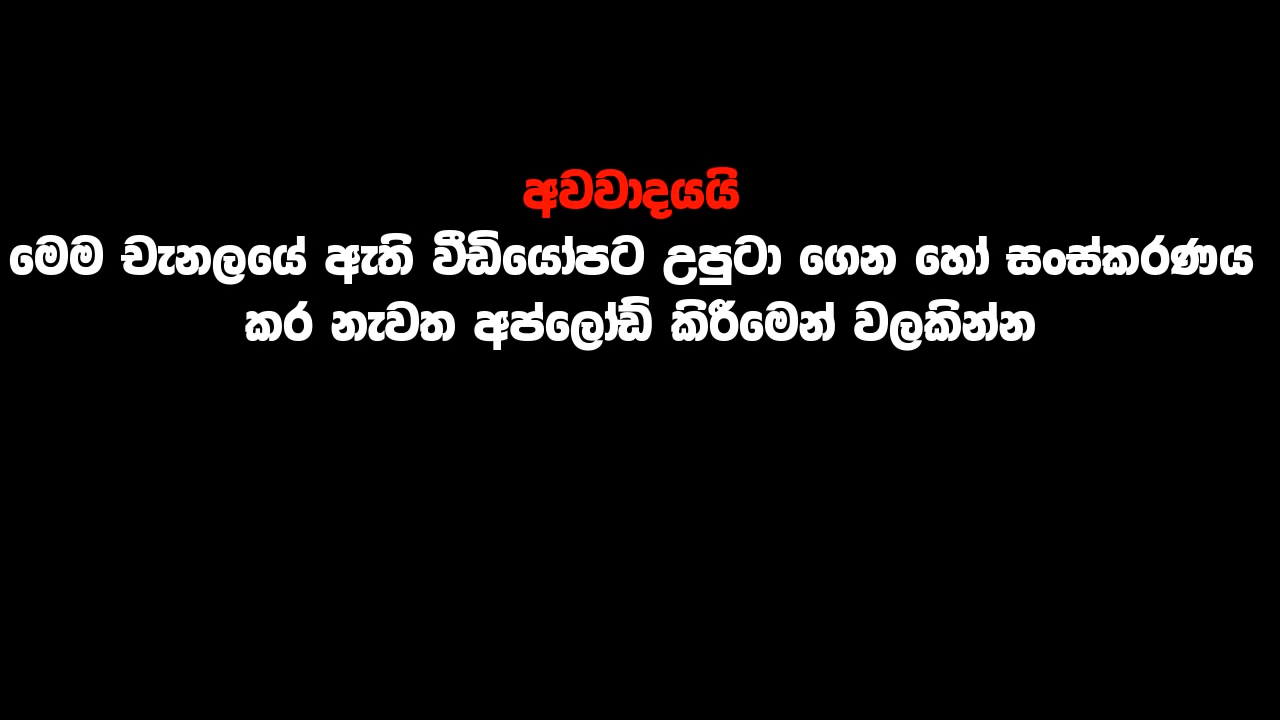 අවවාදයයි
මෙම චැනලයේ ඇති වීඩියෝපට උපුටා ගෙන හෝ සංස්කරණය
කර නැවත අප්ලෝඩ් කිරීමෙන් වලකින්න